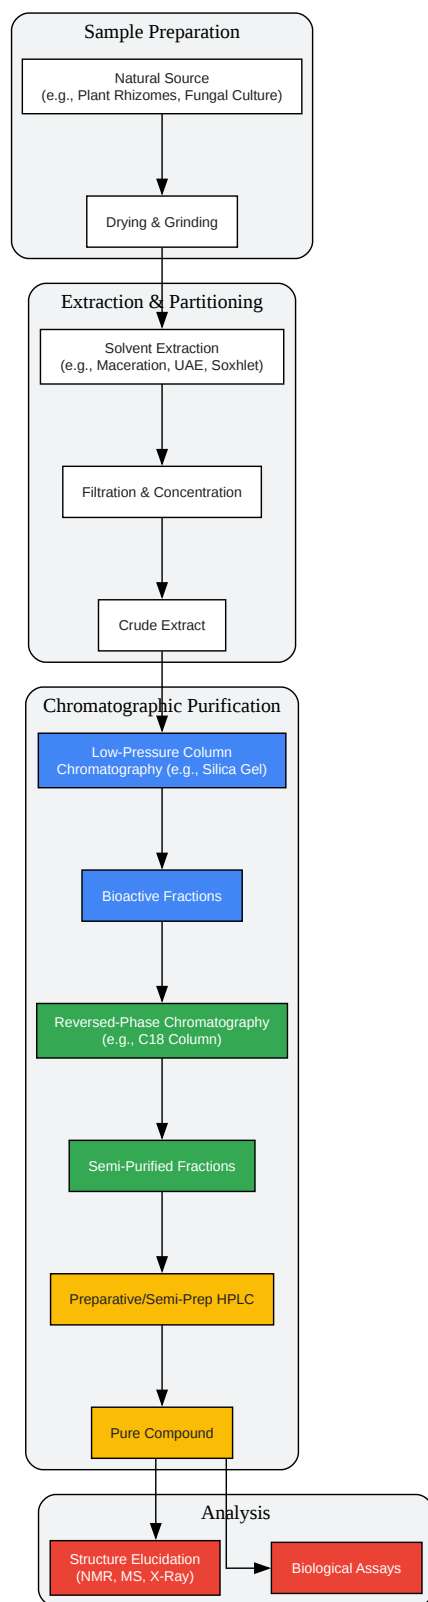 Sample Preparation
Natural Source
(e.g., Plant Rhizomes, Fungal Culture)
Drying & Grinding
Extraction & Partitioning
Solvent Extraction
(e.g., Maceration, UAE, Soxhlet)
Filtration & Concentration
Crude Extract
Chromatographic Purification
Low-Pressure Column
Chromatography (e.g., Silica Gel)
Bioactive Fractions
Reversed-Phase Chromatography
(e.g., C18 Column)
Semi-Purified Fractions
Preparative/Semi-Prep HPLC
Pure Compound
Analysis
Structure Elucidation
(NMR, MS, X-Ray)
Biological Assays